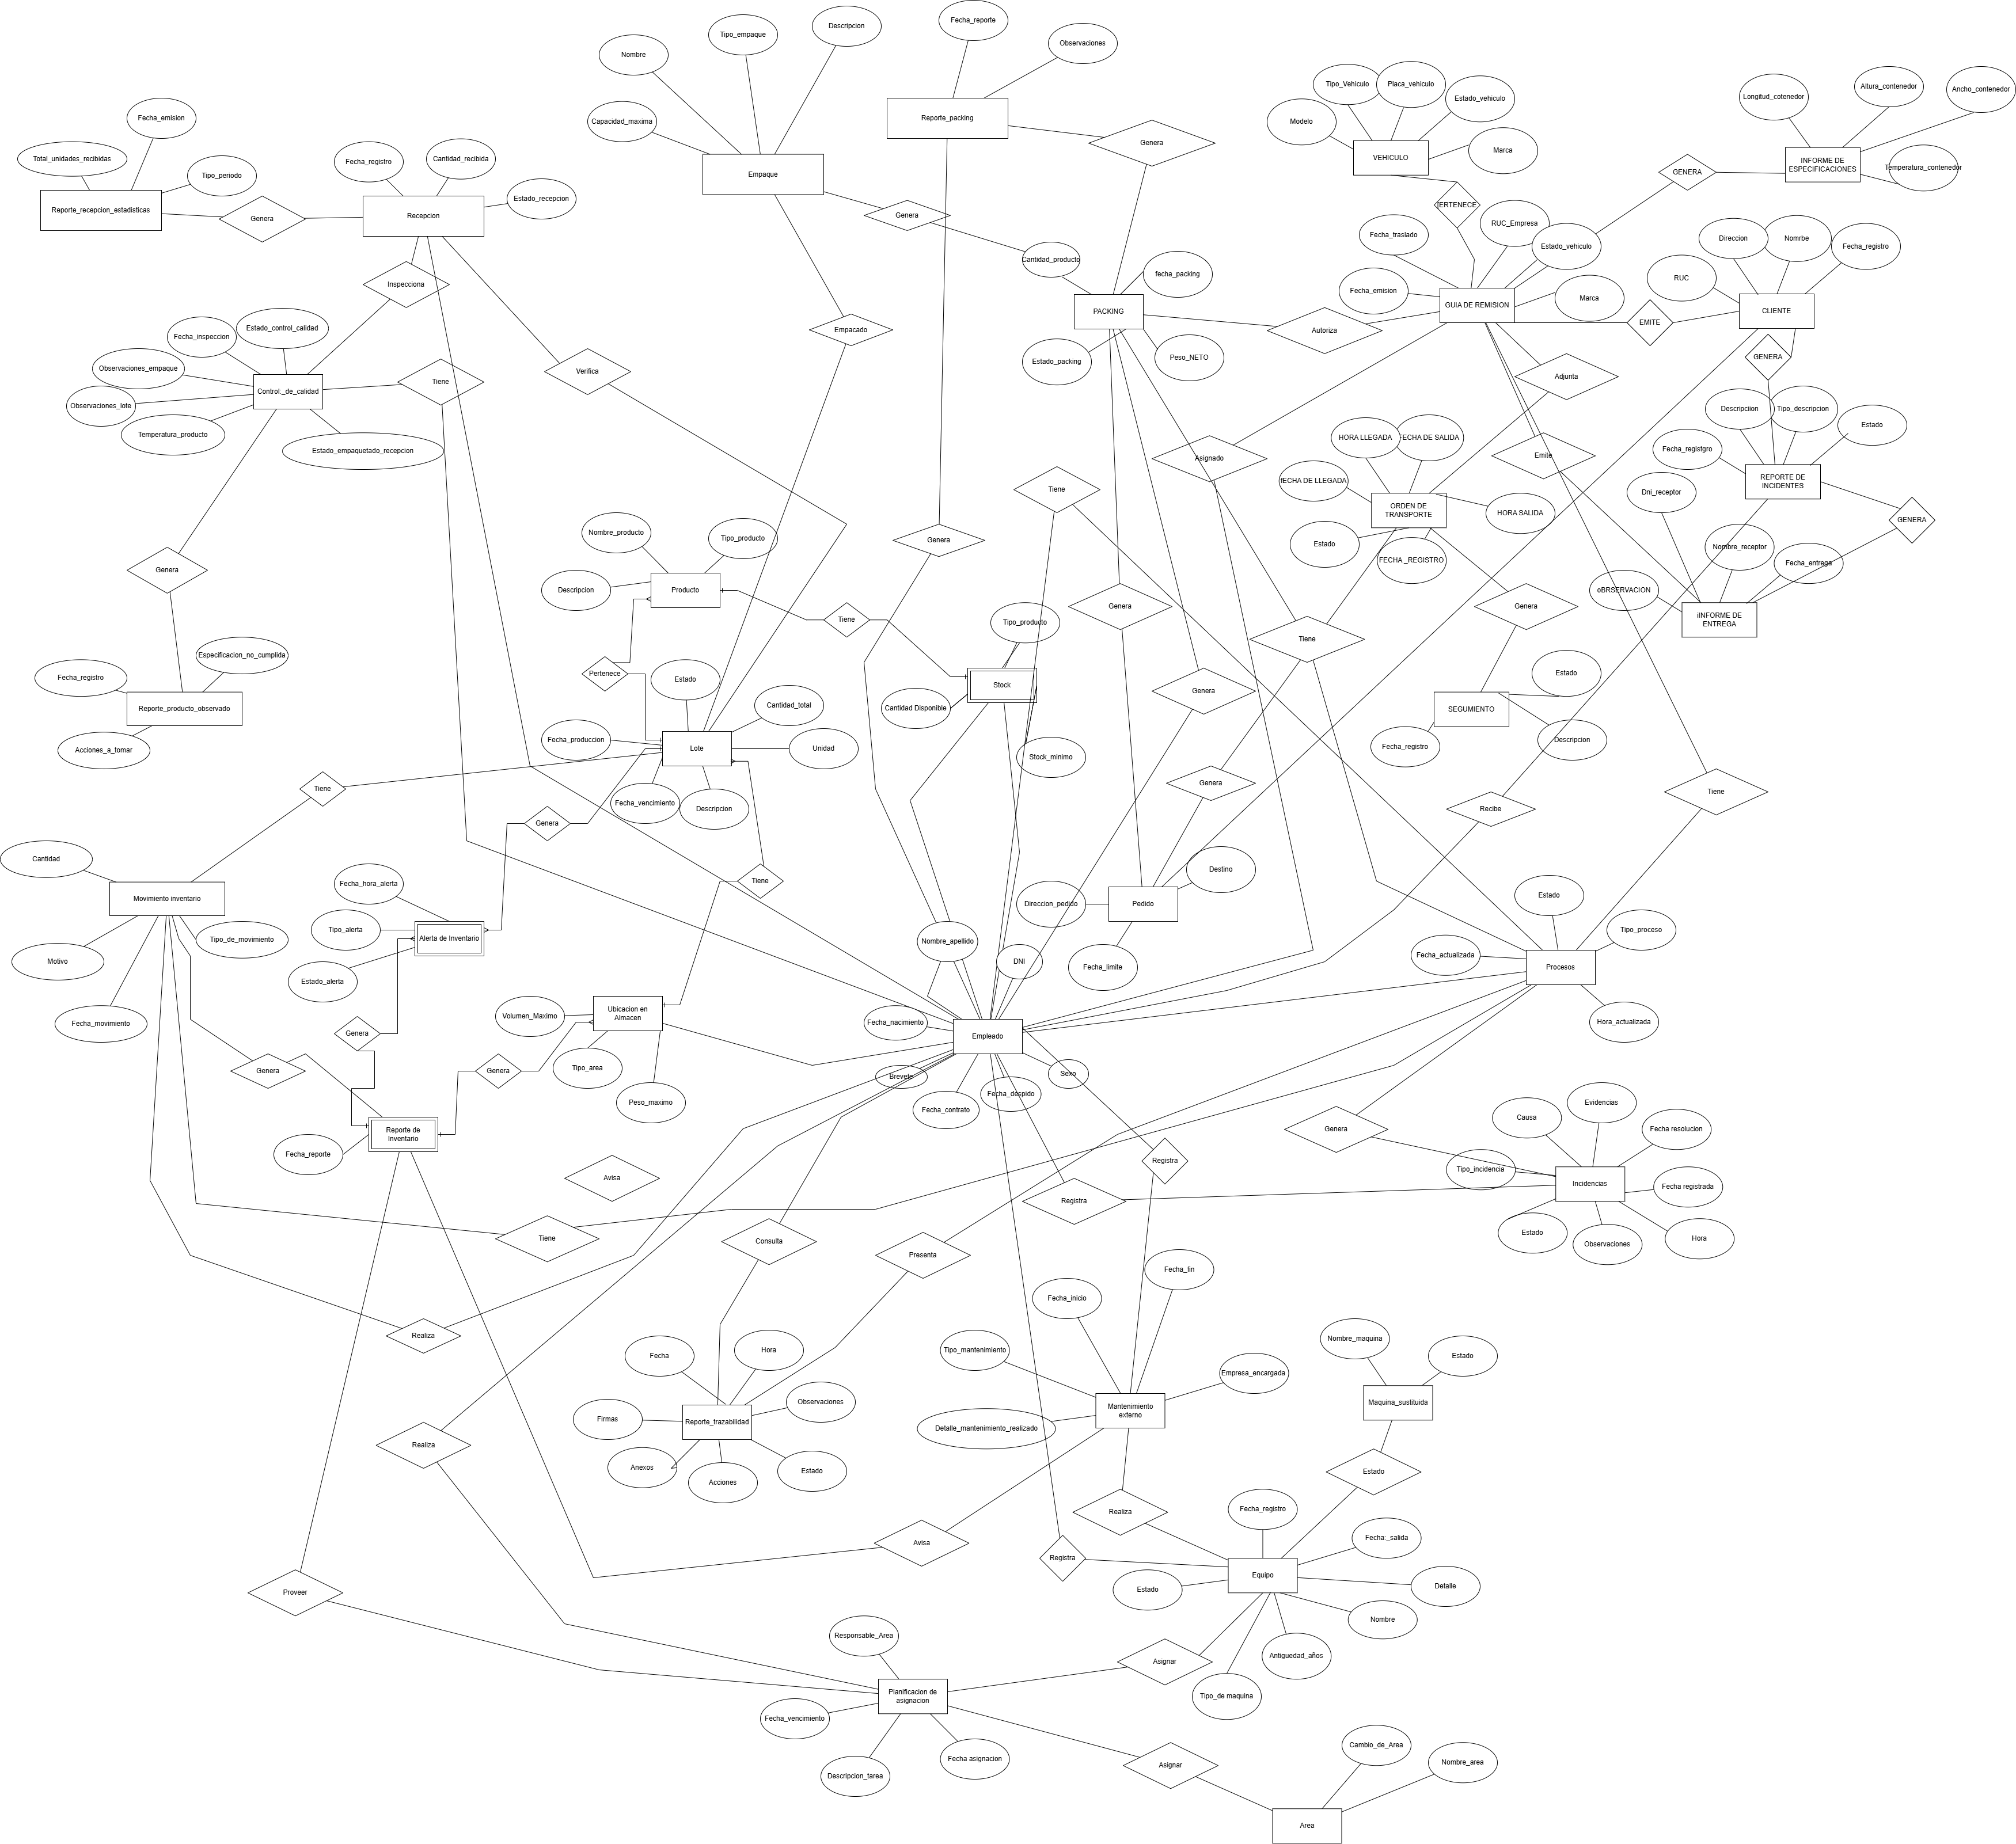 Fecha_reporte
Descripcion
Tipo_empaque
Observaciones
Nombre
Tipo_Vehiculo
Placa_vehiculo
Altura_contenedor
Ancho_contenedor
Longitud_cotenedor
Estado_vehiculo
Fecha_emision
Reporte_packing
Capacidad_maxima
Modelo
Genera
Marca
VEHICULO
Total_unidades_recibidas
Fecha_registro
Cantidad_recibida
INFORME DE
ESPECIFICACIONES
Temperatura_contenedor
Tipo_periodo
Empaque
GENERA
Estado_recepcion
ERTENECE
Reporte_recepcion_estadisticas
Genera
Recepcion
Genera
RUC_Empresa
Fecha_traslado
Estado_vehiculo
Direccion
Nomrbe
Fecha_registro
Cantidad_producto
fecha_packing
RUC
Inspecciona
Fecha_emision
Marca
GUIA DE REMISION
PACKING
CLIENTE
EMITE
Estado_control_calidad
Empacado
Autoriza
Fecha_inspeccion
Estado_packing
Peso_NETO
GENERA
Observaciones_empaque
Verifica
Adjunta
Tiene
Control:_de_calidad
Observaciones_lote
Descripcion
Tipo_descripcion
Estado
Temperatura_producto
HORA LLEGADA
FECHA DE SALIDA
Estado_empaquetado_recepcion
Fecha_registgro
Asignado
Emite
fECHA DE LLEGADA
REPORTE DE
INCIDENTES
Tiene
Dni_receptor
ORDEN DE
TRANSPORTE
HORA SALIDA
GENERA
Nombre_producto
Tipo_producto
Genera
Estado
Nombre_receptor
FECHA _REGISTRO
Fecha_entrega
Genera
Descripcion
Producto
oBRSERVACION
Genera
Genera
iINFORME DE
ENTREGA
Tiene
Tipo_producto
Tiene
Especificacion_no_cumplida
Pertenece
Estado
Fecha_registro
Stock
Genera
Estado
Reporte_producto_observado
Cantidad_total
Cantidad Disponible
SEGUMIENTO
Acciones_a_tomar
Fecha_produccion
Lote
Unidad
Fecha_registro
Descripcion
Stock_minimo
Tiene
Genera
Tiene
Fecha_vencimiento
Descripcion
Recibe
Genera
Cantidad
Destino
Fecha_hora_alerta
Tiene
Movimiento inventario
Direccion_pedido
Pedido
Estado
Tipo_alerta
Tipo_de_movimiento
Alerta de Inventario
Nombre_apellido
Tipo_proceso
Motivo
DNI
Fecha_limite
Fecha_actualizada
Procesos
Estado_alerta
Volumen_Maximo
Ubicacion en
Almacen
Fecha_movimiento
Fecha_nacimiento
Hora_actualizada
Genera
Empleado
Genera
Genera
Tipo_area
Brevete
Sexo
Fecha_despido
Peso_maximo
Fecha_contrato
Evidencias
Causa
Genera
Fecha resolucion
Reporte de
Inventario
Fecha_reporte
Registra
Tipo_incidencia
Avisa
Incidencias
Fecha registrada
Registra
Estado
Tiene
Consulta
Presenta
Observaciones
Hora
Fecha_fin
Fecha_inicio
Realiza
Nombre_maquina
Fecha
Hora
Tipo_mantenimiento
Estado
Empresa_encargada
Observaciones
Maquina_sustituida
Mantenimiento
externo
Firmas
Reporte_trazabilidad
Detalle_mantenimiento_realizado
Realiza
Anexos
Estado
Estado
Acciones
Fecha_registro
Realiza
Fecha:_salida
Avisa
Registra
Equipo
Detalle
Estado
Proveer
Nombre
Responsable_Area
Antiguedad_años
Asignar
Planificacion de
asignacion
Tipo_de maquina
Fecha_vencimiento
Cambio_de_Area
Fecha asignacion
Nombre_area
Asignar
Descripcion_tarea
Area